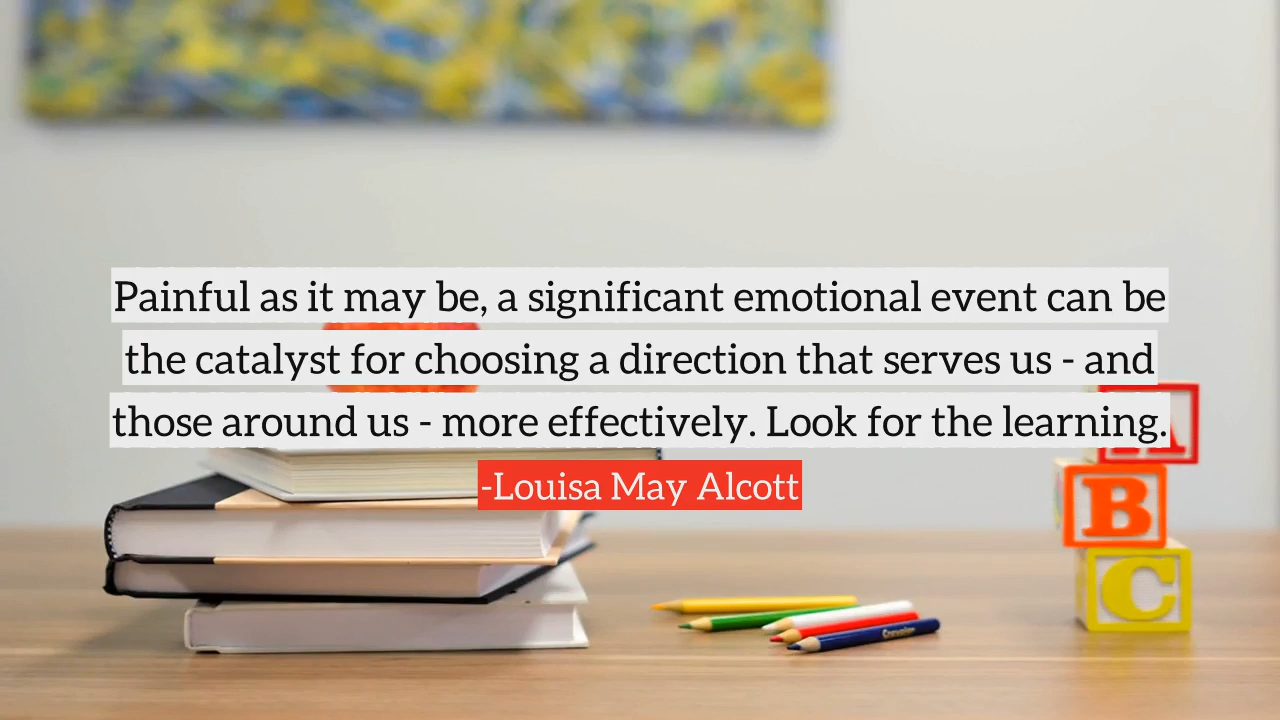 Painful as it may be, a significant emotional event can be
the catalyst for choosing a direction that serves us - and
those around us - more effectively. Look for the learning.
-Louisa May Alcott
A
B
C